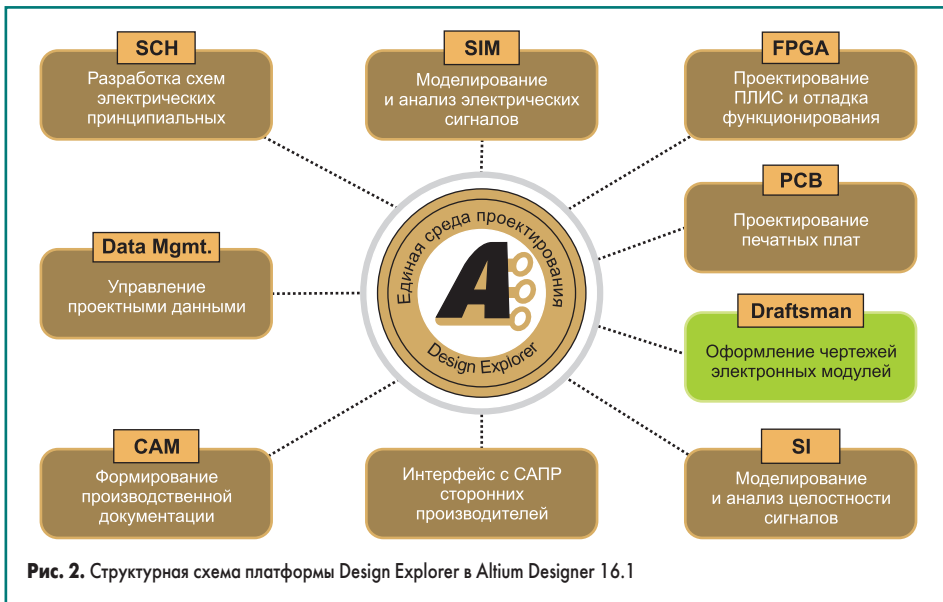 SCH
Разработка схем
электрических
принципиальных
SIM
Моделирование
и анализ электрических
сигналов
FPGA
Проектирование
ПЛИС и отладка
функционирования
PCB
Проектирование
печатных плат
Data Mgmt.
Управление
проектными данными
Единая среда проектирования
A
Design Explorer
Draftsman
Оформление чертежей
электронных модулей
CAM
Формирование
производственной
документации
Интерфейс с САПР
сторонних
производителей
SI
Моделирование
и анализ целостности
сигналов
Рис. 2. Структурная схема платформы Design Explorer в Altium Designer 16.1